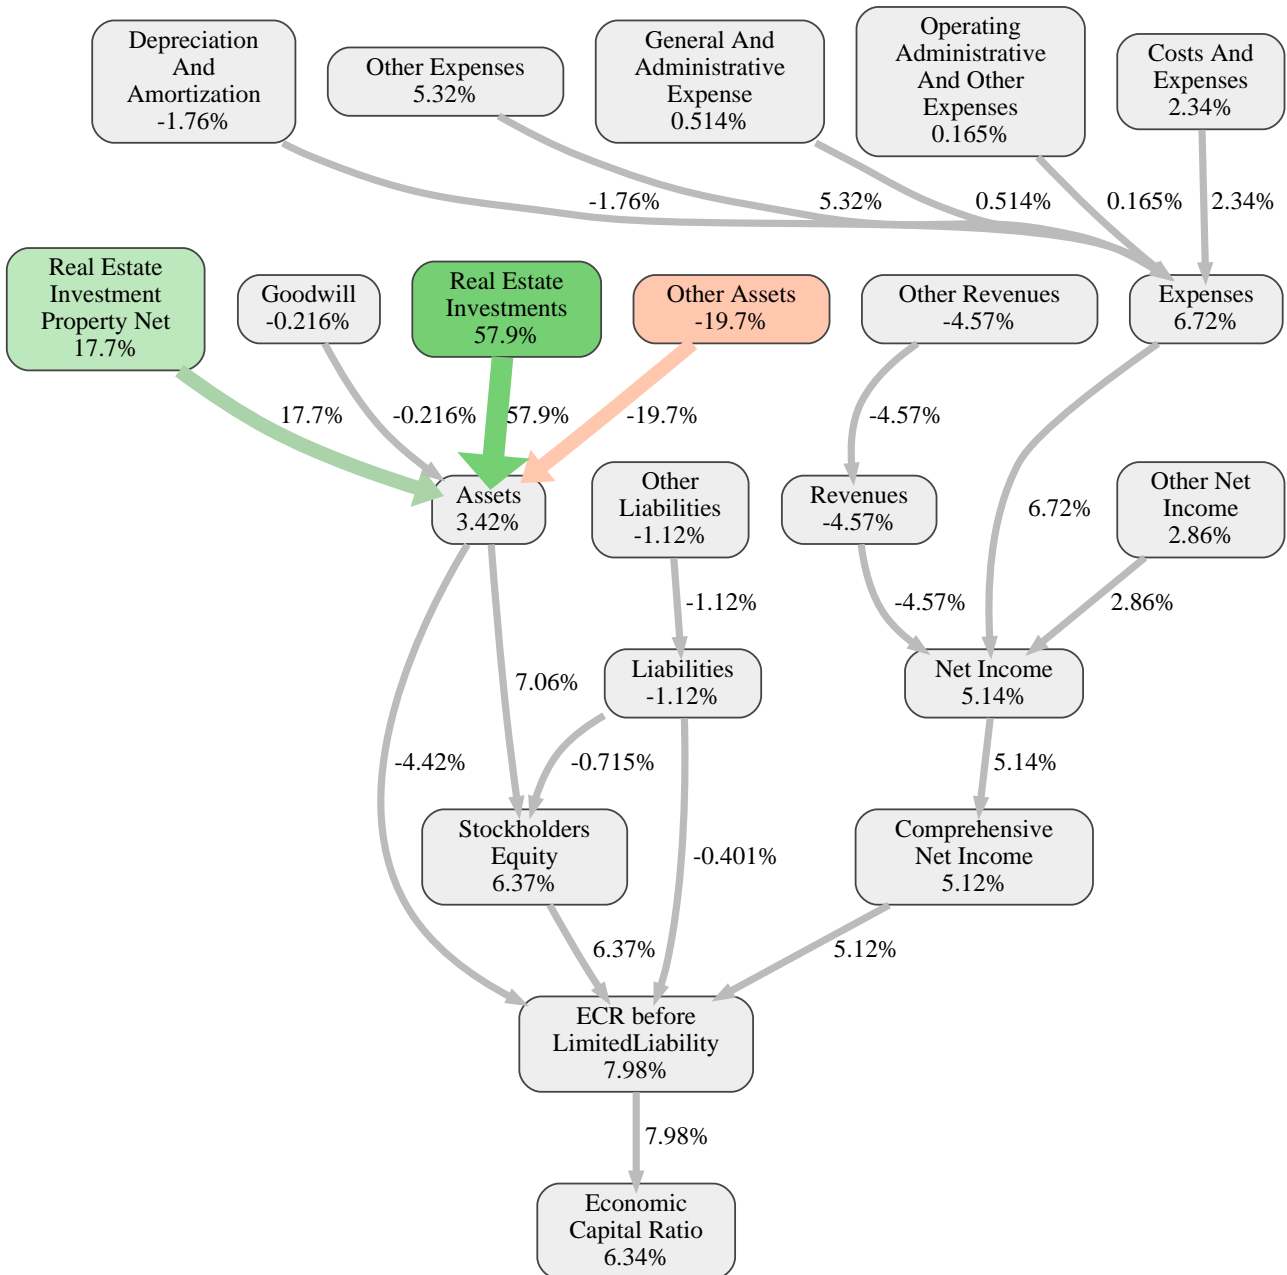 Depreciation
And
Amortization
-1.76%
Other Expenses
5.32%
General And
Administrative
Expense
0.514%
Operating
Administrative
And Other
Expenses
0.165%
Costs And
Expenses
2.34%
-1.76%
5.32%
0.514%
0.165%
2.34%
Real Estate
Investment
Property Net
17.7%
Goodwill
-0.216%
Real Estate
Investments
57.9%
Other Assets
-19.7%
Other Revenues
-4.57%
Expenses
6.72%
17.7%
-0.216%
57.9%
-19.7%
-4.57%
Assets
3.42%
Other
Liabilities
-1.12%
Revenues
-4.57%
6.72%
Other Net
Income
2.86%
-1.12%
-4.57%
2.86%
7.06%
Liabilities
-1.12%
Net Income
5.14%
-4.42%
-0.715%
5.14%
Stockholders
Equity
6.37%
-0.401%
Comprehensive
Net Income
5.12%
6.37%
5.12%
ECR before
LimitedLiability
7.98%
7.98%
Economic
Capital Ratio
6.34%